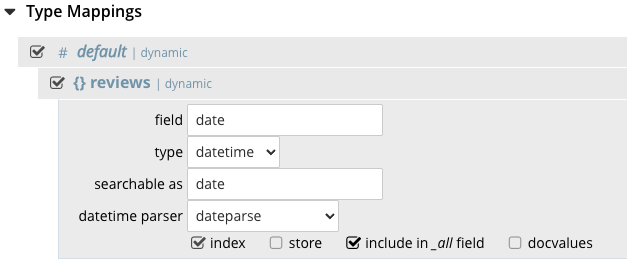 Type Mappings
# default | dynamic
{} reviews | dynamic
field date
type datetime
searchable as date
datetime parser dateparse
index store include in _all field docvalues